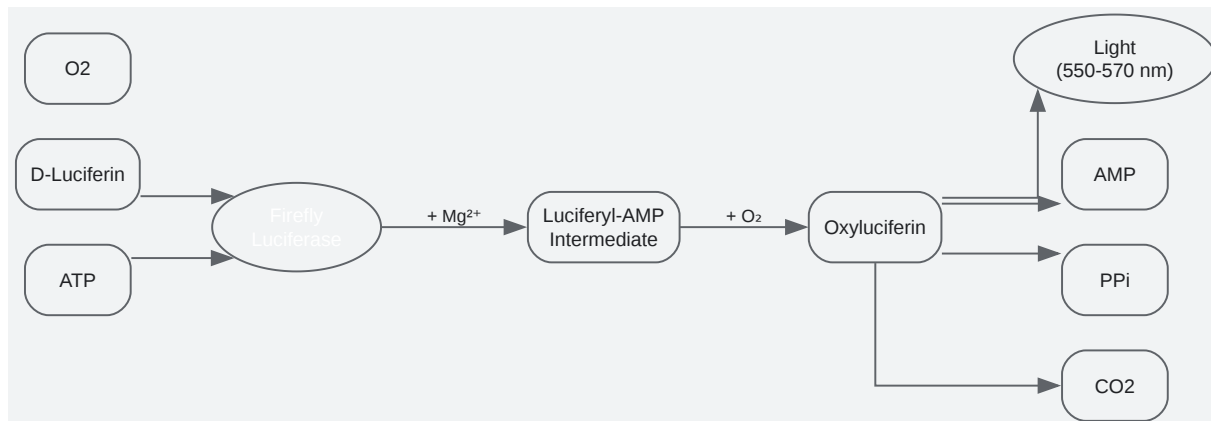 O2
D-Luciferin
ATP
Firefly
Luciferase
+ Mg²⁺
Luciferyl-AMP
Intermediate
+ O₂
Oxyluciferin
Light
(550-570 nm)
AMP
PPi
CO2